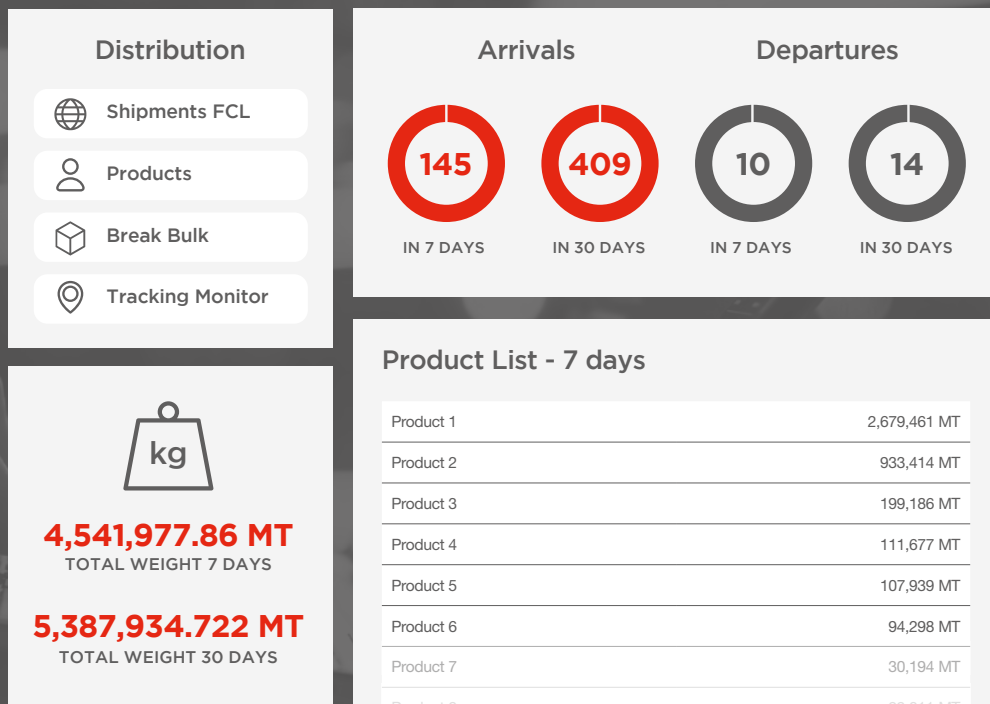 Distribution
Shipments FCL
Products
Break Bulk
Tracking Monitor
Arrivals
Departures
145
409
10
14
IN 7 DAYS
IN 30 DAYS
IN 7 DAYS
IN 30 DAYS
kg
4,541,977.86 MT
TOTAL WEIGHT 7 DAYS
5,387,934.722 MT
TOTAL WEIGHT 30 DAYS
Product List - 7 days
Product 1 2,679,461 MT
Product 2 933,414 MT
Product 3 199,186 MT
Product 4 111,677 MT
Product 5 107,939 MT
Product 6 94,298 MT
Product 7 30,194 MT